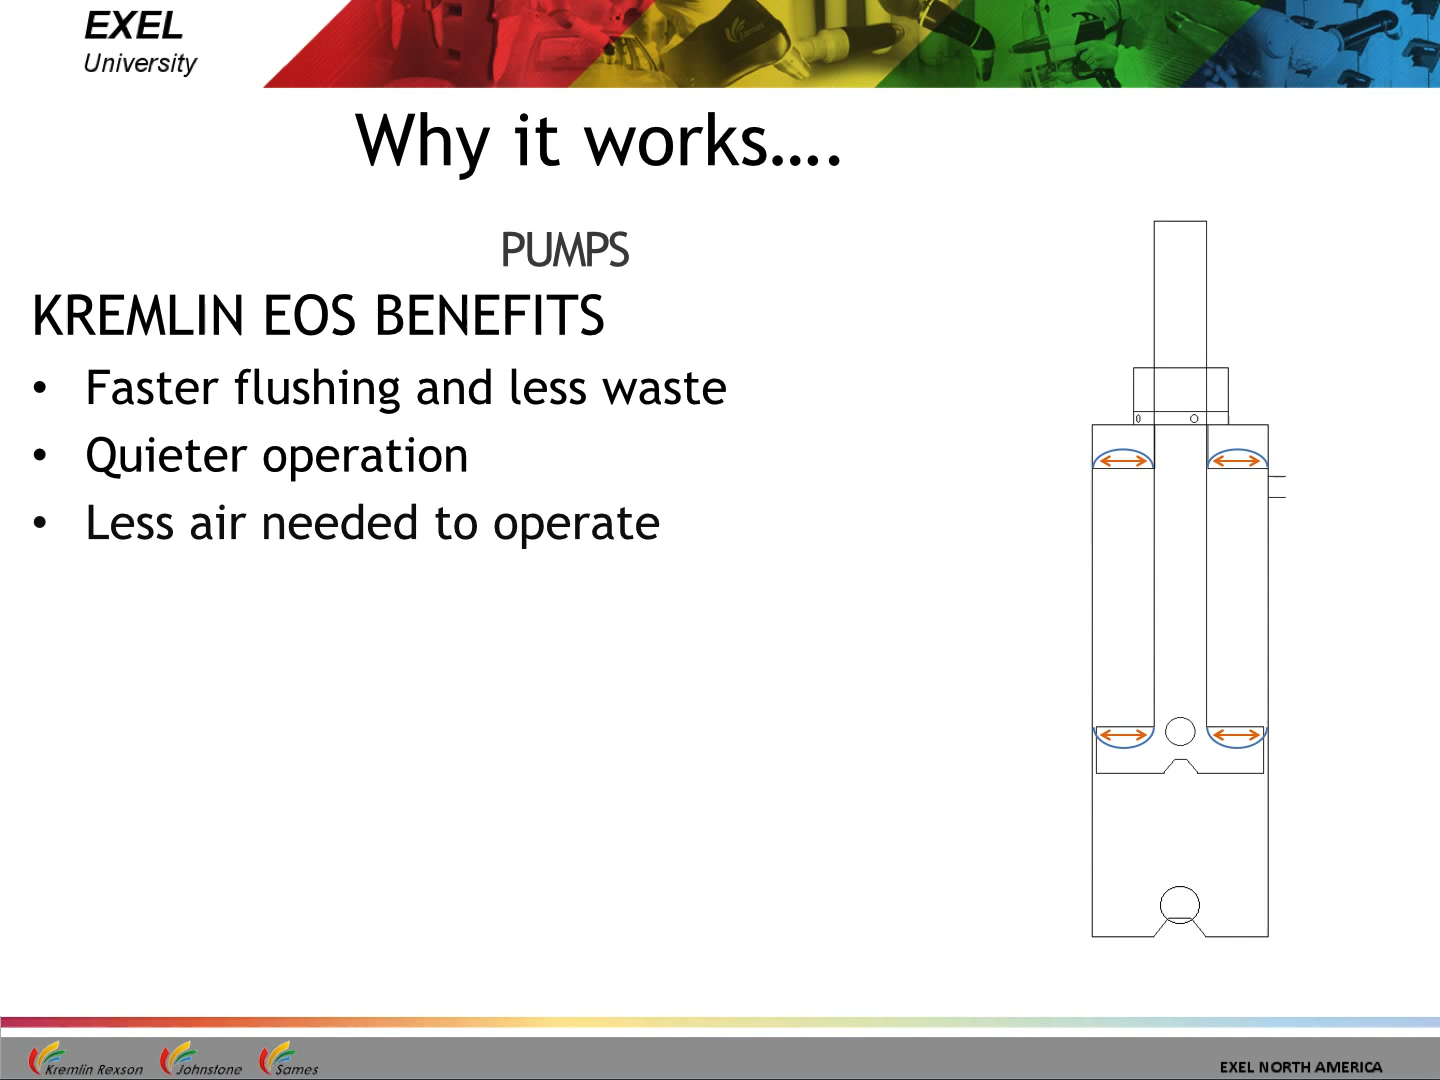 EXEL
University
Sames
Why it works….
PUMPS
KREMLIN EOS BENEFITS
• Faster flushing and less waste
• Quieter operation
• Less air needed to operate
Kremlin Rexson
Johnstone
Sames
EXEL NORTH AMERICA